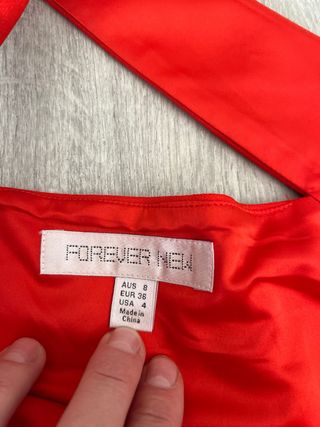 FOREVER NEW
AUS 8
EUR 36
USA 4
Made in
China